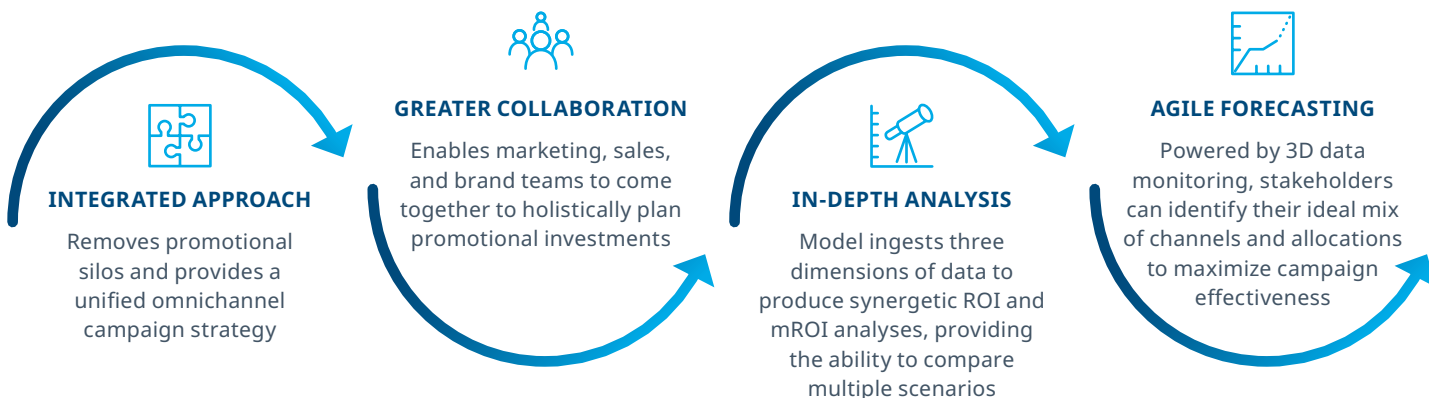 INTEGRATED APPROACH
Removes promotional
silos and provides a
unified omnichannel
campaign strategy
GREATER COLLABORATION
Enables marketing, sales,
and brand teams to come
together to holistically plan
promotional investments
IN-DEPTH ANALYSIS
Model ingests three
dimensions of data to
produce synergetic ROI and
mROI analyses, providing
the ability to compare
multiple scenarios
AGILE FORECASTING
Powered by 3D data
monitoring, stakeholders
can identify their ideal mix
of channels and allocations
to maximize campaign
effectiveness